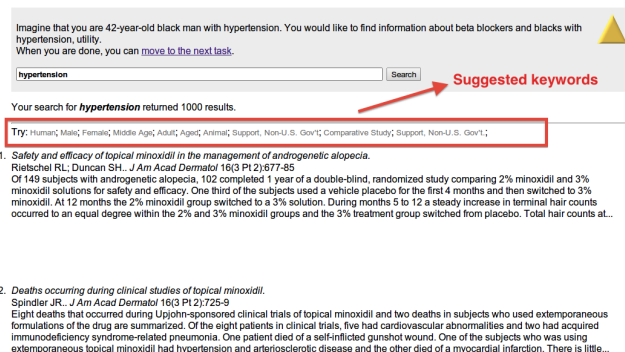 Imagine that you are 42-year-old black man with hypertension. You would like to find information about beta blockers and blacks with
hypertension, utility.
When you are done, you can move to the next task.
hypertension
Search
Suggested keywords
Your search for hypertension returned 1000 results.
Try: Human; Male; Female; Middle Age; Adult; Aged; Animal; Support, Non-U.S. Gov't; Comparative Study; Support, Non-U.S. Gov't.;
1. Safety and efficacy of topical minoxidil in the management of androgenetic alopecia.
Rietschel RL; Duncan SH.. J Am Acad Dermatol 16(3 Pt 2):677-85
Of 149 subjects with androgenetic alopecia, 102 completed 1 year of a double-blind, randomized study comparing 2% minoxidil and 3%
minoxidil solutions for safety and efficacy. One third of the subjects used a vehicle placebo for the first 4 months and then switched to 3%
minoxidil. At 12 months the 2% minoxidil group switched to a 3% solution. During months 5 to 12 a steady increase in terminal hair counts
occurred to an equal degree within the 2% and 3% minoxidil groups and the 3% treatment group switched from placebo. Total hair counts at...
2. Deaths occurring during clinical studies of topical minoxidil.
Spindler JR.. J Am Acad Dermatol 16(3 Pt 2):725-9
Eight deaths that occurred during Upjohn-sponsored clinical trials of topical minoxidil and two deaths in subjects who used extemporaneous
formulations of the drug are summarized. Of the eight patients in clinical trials, five had cardiovascular abnormalities and two had acquired
immunodeficiency syndrome-related pneumonia. One patient died of a self-inflicted gunshot wound. One of the subjects who was using
extemporaneous topical minoxidil had hypertension and arteriosclerotic disease and the other died of a myocardial infarction. There is little...